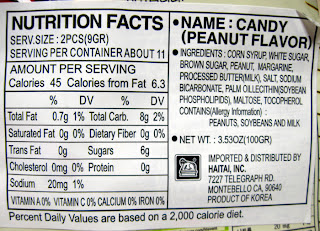 NUTRITION FACTS
SERV.SIZE : 2PCS(9GR)
SERVING PER CONTAINER ABOUT 11
AMOUNT PER SERVING
Calories 45 Calories from Fat 6.3
% DV % DV
Total Fat 0.7g 1% Total Carb. 8g 2%
Saturated Fat 0g 0% Dietary Fiber 0g 0%
Trans Fat 0g Sugars 6g
Cholesterol 0mg 0% Protein 0g
Sodium 20mg 1%
VITAMIN A 0% VITAMIN C 0% CALCIUM 0% IRON 0%
Percent Daily Values are based on a 2,000 calorie diet.
• NAME : CANDY
(PEANUT FLAVOR)
• INGREDIENTS : CORN SYRUP, WHITE SUGAR,
BROWN SUGAR, PEANUT, MARGARINE,
PROCESSED BUTTER(MILK), SALT, SODIUM
BICARBONATE, PALM OIL,LECITHIN(SOYBEAN
PHOSPHOLIPIDS), MALTOSE, TOCOPHEROL
CONTAINS(Allergy Information) :
PEANUTS, SOYBEANS AND MILK
• NET WT. : 3.53OZ(100GR)
IMPORTED & DISTRIBUTED BY
HAITAI, INC.
7227 TELEGRAPH RD.
MONTEBELLO CA, 90640
PRODUCT OF KOREA
20 mg